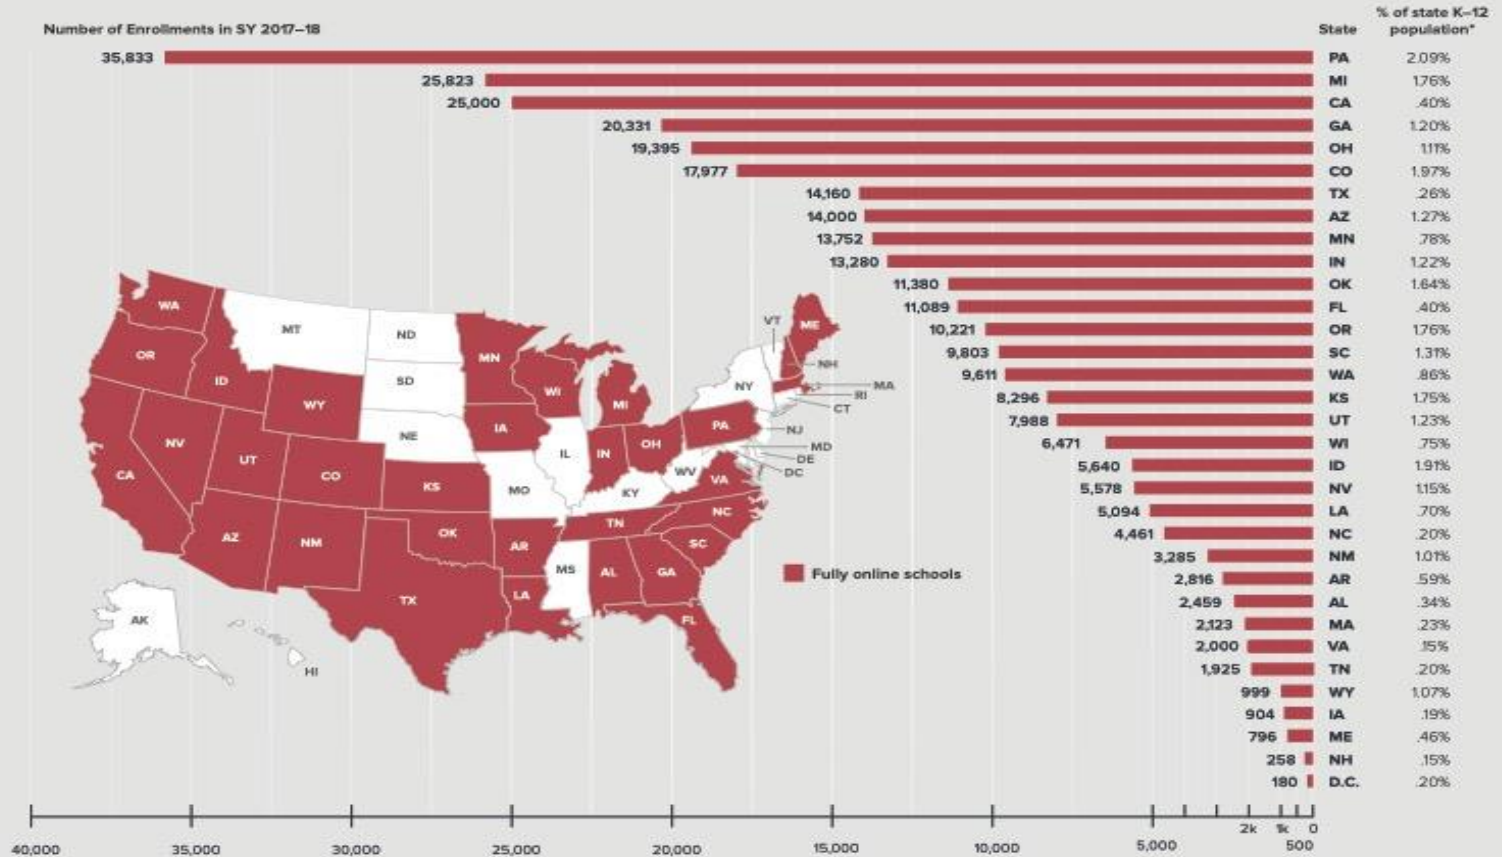 % of state K–12
Number of Enrollments in SY 2017–18 State population*
35,833 PA 2.09%
25,823 MI 1.76%
25,000 CA .40%
20,331 GA 1.20%
19,395 OH 1.11%
17,977 CO 1.97%
14,160 TX .26%
14,000 AZ 1.27%
13,752 MN .78%
13,280 IN 1.22%
11,380 OK 1.64%
11,089 FL .40%
10,221 OR 1.76%
9,803 SC 1.31%
9,611 WA .86%
8,296 KS 1.75%
7,988 UT 1.23%
6,471 WI .75%
5,640 ID 1.91%
5,578 NV 1.15%
5,094 LA .70%
4,461 NC .20%
3,285 NM 1.01%
2,816 AR .59%
2,459 AL .34%
2,123 MA .23%
2,000 VA .15%
1,925 TN .20%
999 WY 1.07%
904 IA .19%
796 ME .46%
258 NH .15%
180 D.C. .20%
WA
MT
ND
VT
ME
OR
MN
NH
ID
SD
WI
NY
MA
RI
WY
MI
CT
NE
IA
PA
NJ
NV
UT
IL
IN
OH
MD
DE
DC
CA
CO
KS
MO
WV
VA
KY
AZ
NM
OK
AR
TN
NC
SC
MS
AL
GA
TX
LA
FL
AK
HI
Fully online schools
2k 1k 0
40,000 35,000 30,000 25,000 20,000 15,000 10,000 5,000 500